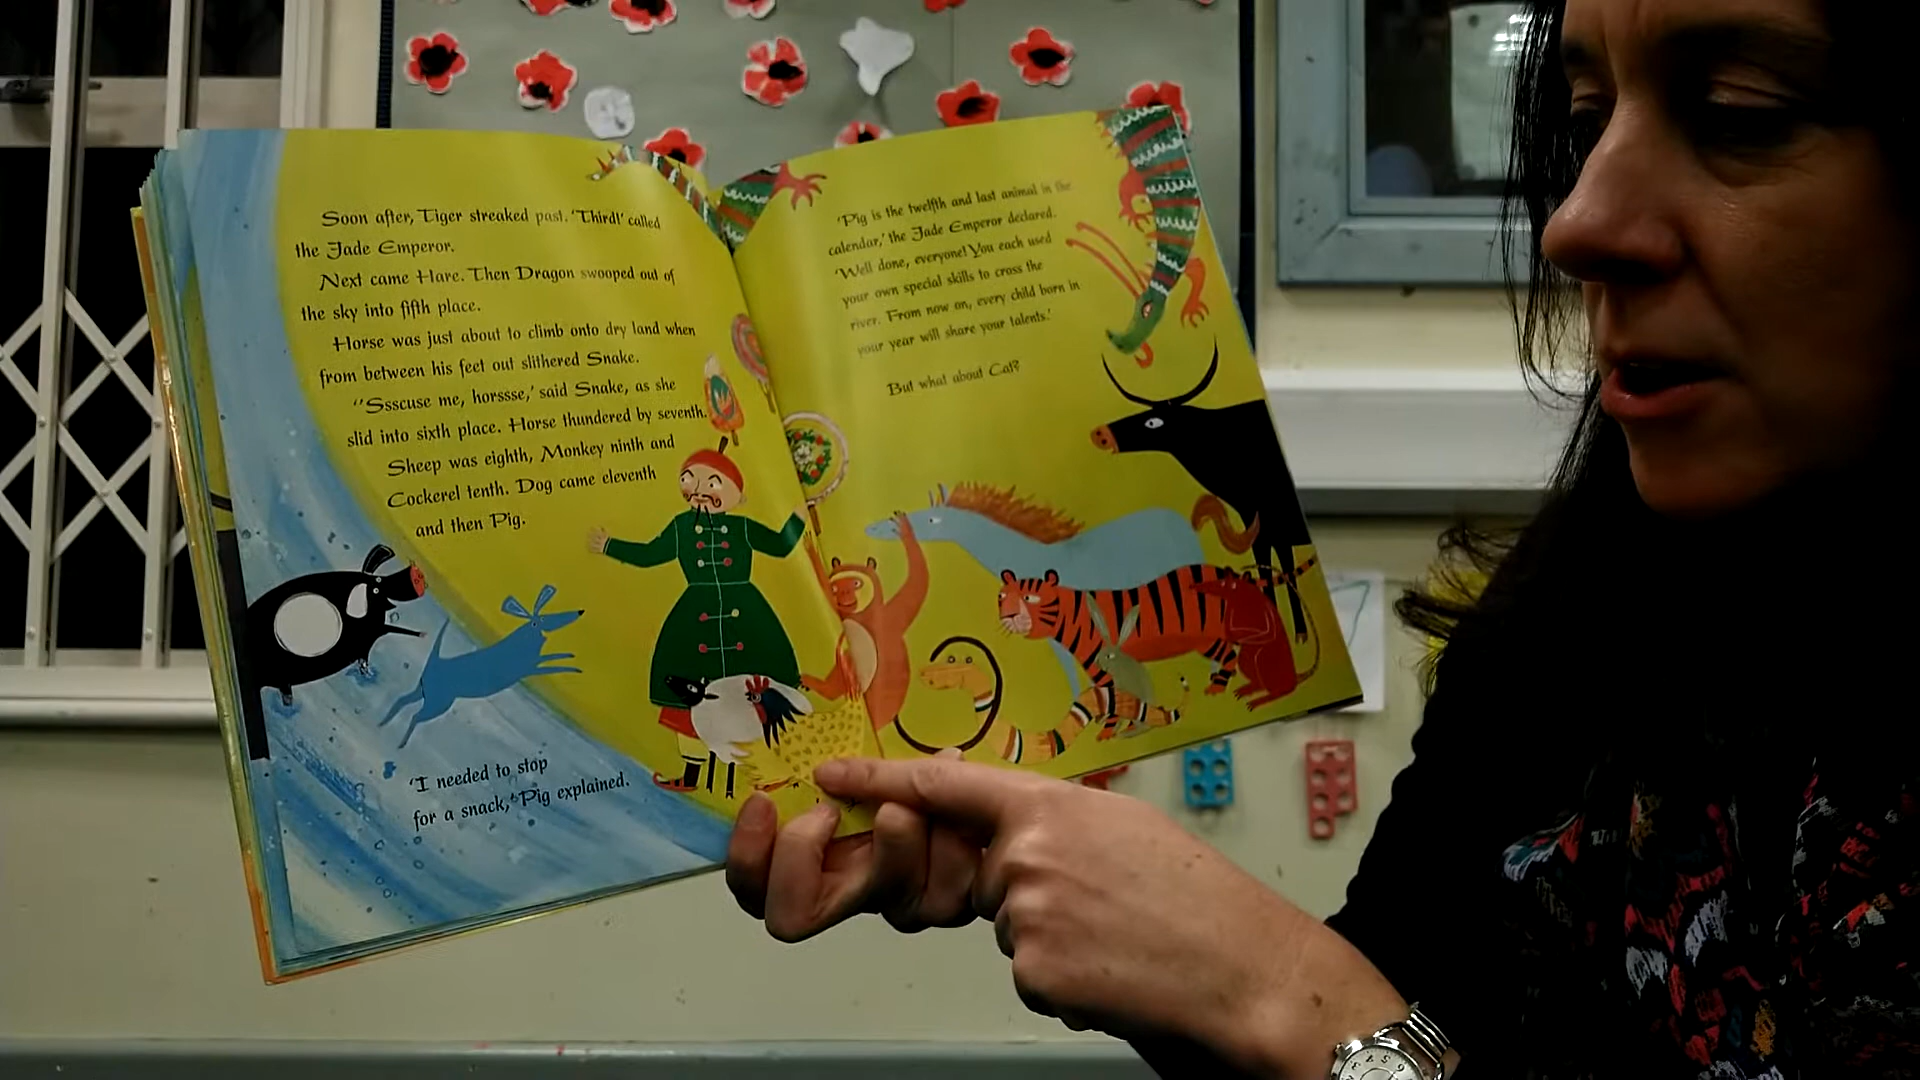 Soon after, Tiger streaked past. 'Third!' called
the Jade Emperor.
Next came Hare. Then Dragon swooped out of
the sky into fifth place.
Horse was just about to climb onto dry land when
from between his feet out slithered Snake.
''Ssscuse me, horssse,' said Snake, as she
slid into sixth place. Horse thundered by seventh.
Sheep was eighth, Monkey ninth and
Cockerel tenth. Dog came eleventh
and then Pig.
'I needed to stop
for a snack,' Pig explained.
'Pig is the twelfth and last animal in the
calendar,' the Jade Emperor declared.
'Well done, everyone! You each used
your own special skills to cross the
river. From now on, every child born in
your year will share your talents.'
But what about Cat?